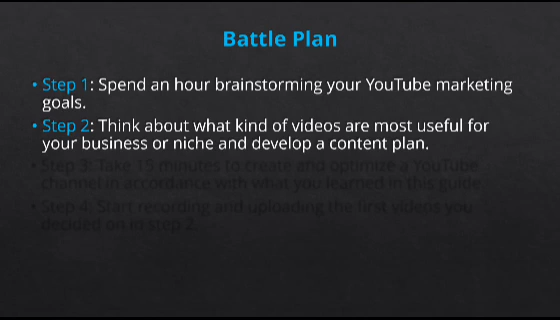 Battle Plan
• Step 1: Spend an hour brainstorming your YouTube marketing
goals.
• Step 2: Think about what kind of videos are most useful for
your business or niche and develop a content plan.
• Step 3: Take 15 minutes to create and optimize a YouTube
channel in accordance with what you learned in this guide.
• Step 4: Start recording and uploading the first videos you
decided on in step 2.